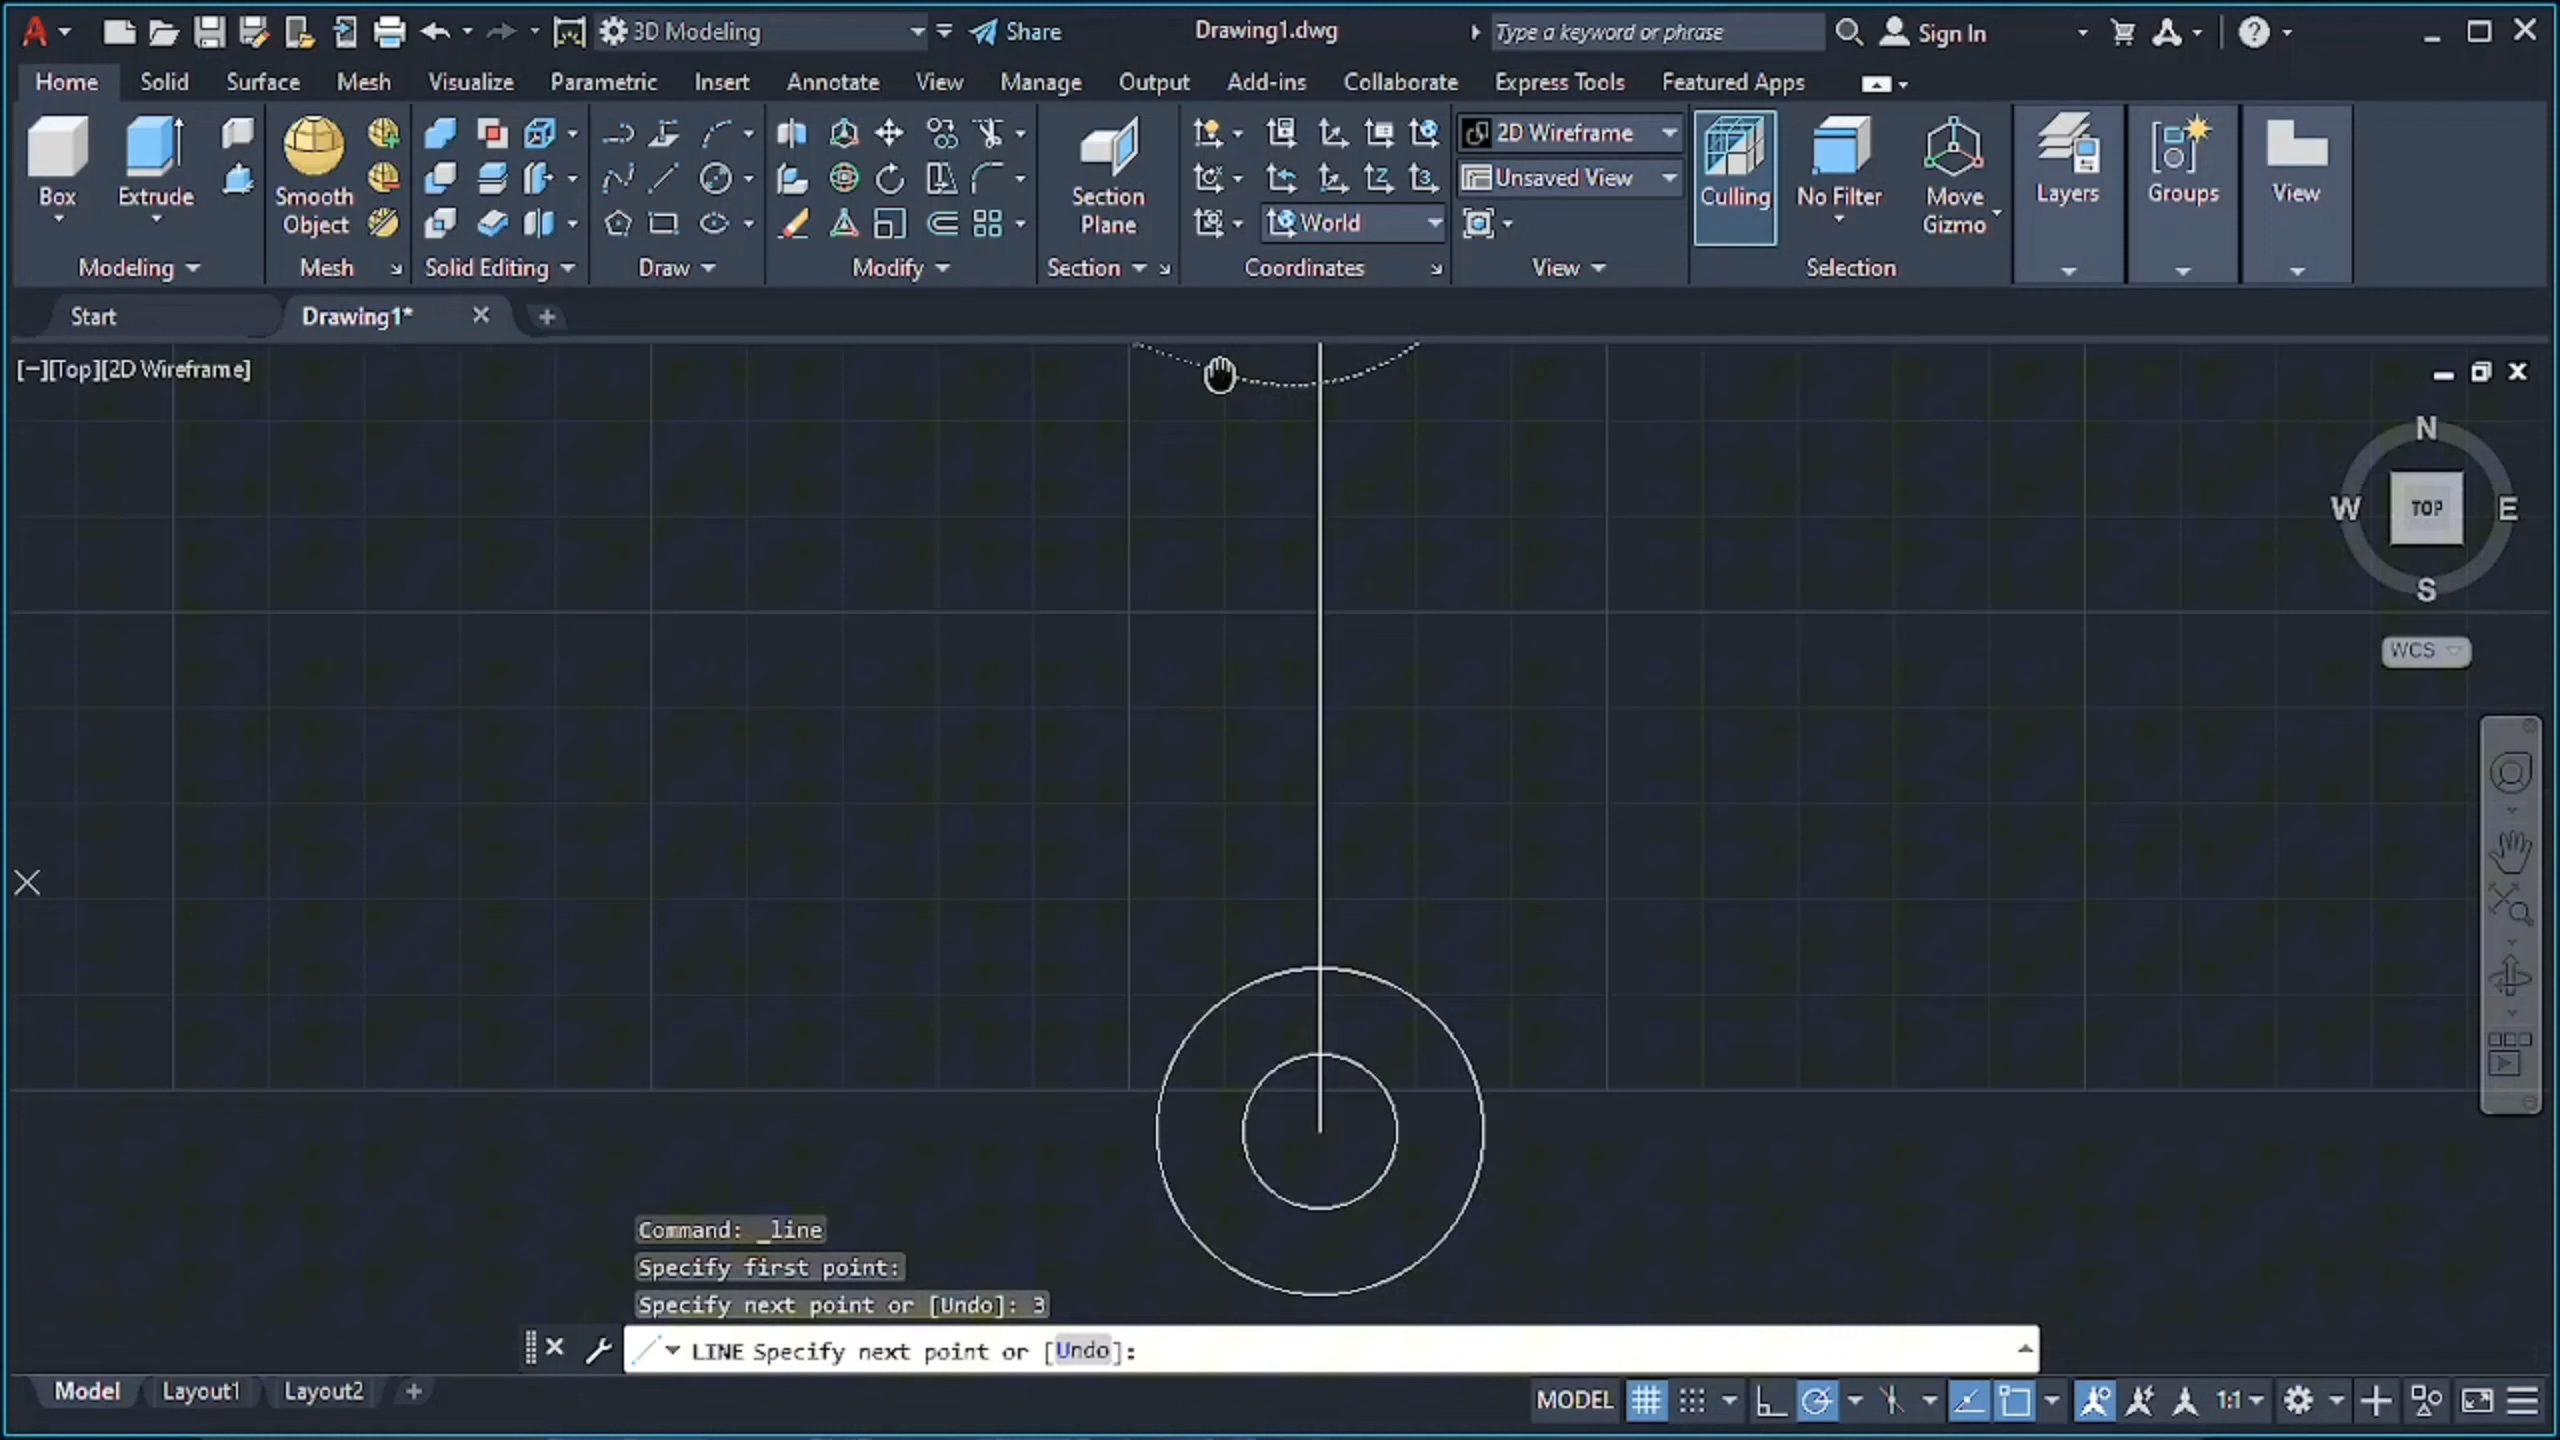 3D Modeling
Share
Drawing1.dwg
Type a keyword or phrase
Sign In
Home Solid Surface Mesh Visualize Parametric Insert Annotate View Manage Output Add-ins Collaborate Express Tools Featured Apps
Box
Extrude
Smooth
Object
Section
Plane
2D Wireframe
Unsaved View
World
Culling
No Filter
Move
Gizmo
Layers
Groups
View
Modeling
Mesh
Solid Editing
Draw
Modify
Section
Coordinates
View
Selection
Start
Drawing1*
[−][Top][2D Wireframe]
N
W
TOP
E
S
WCS
Command: _line
Specify first point:
Specify next point or [Undo]: 3
LINE Specify next point or [Undo]:
Model
Layout1
Layout2
MODEL
1:1